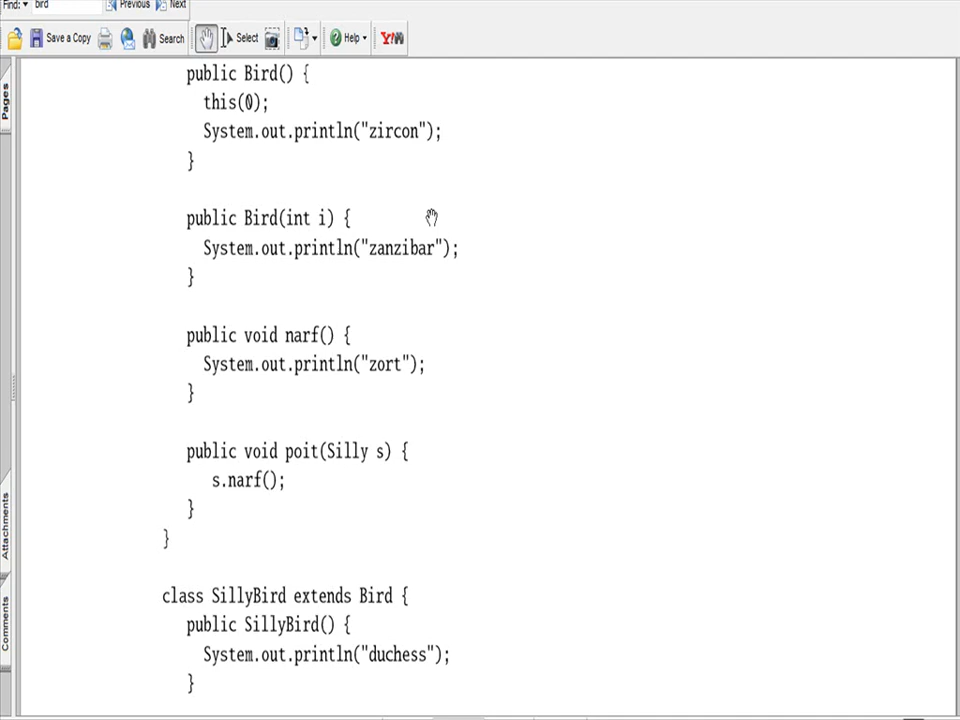 Find: bird Previous Next
Save a Copy Search Select Help Y!
public Bird() {
this(0);
System.out.println("zircon");
}
public Bird(int i) {
System.out.println("zanzibar");
}
public void narf() {
System.out.println("zort");
}
public void poit(Silly s) {
s.narf();
}
}
class SillyBird extends Bird {
public SillyBird() {
System.out.println("duchess");
}
Pages
Attachments
Comments